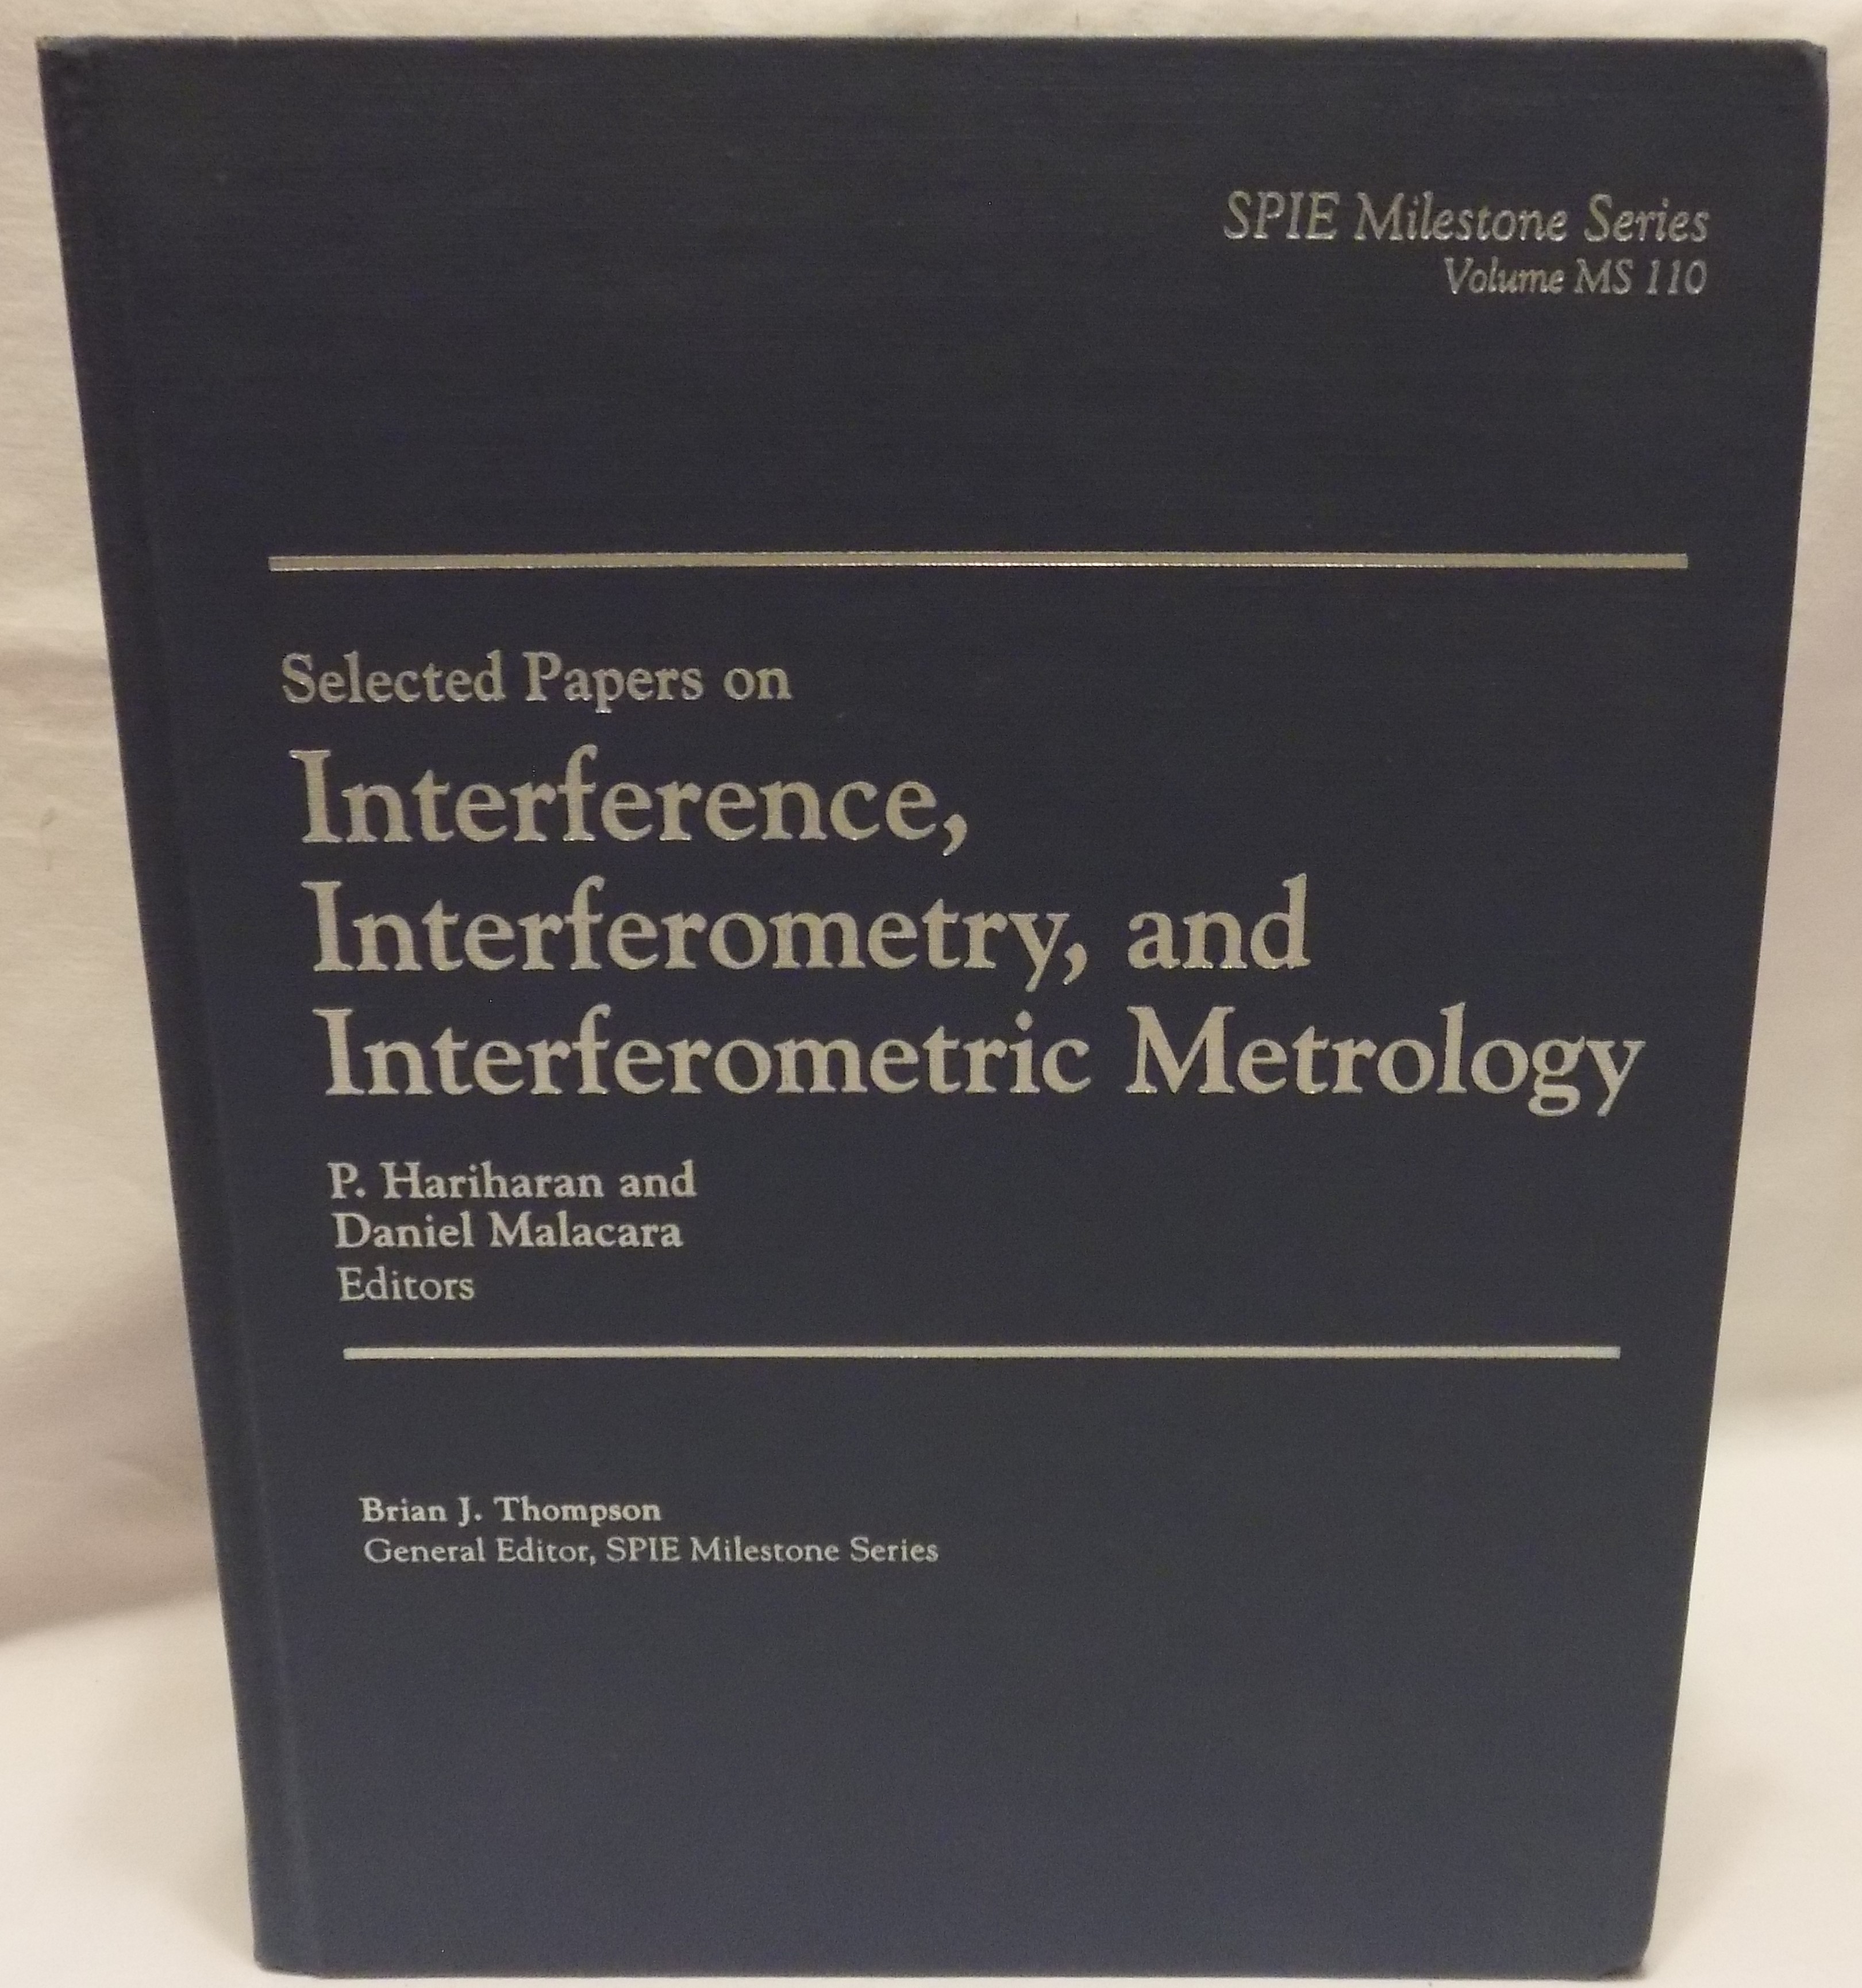 SPIE Milestone Series
Volume MS 110
Selected Papers on
Interference,
Interferometry, and
Interferometric Metrology
P. Hariharan and
Daniel Malacara
Editors
Brian J. Thompson
General Editor, SPIE Milestone Series